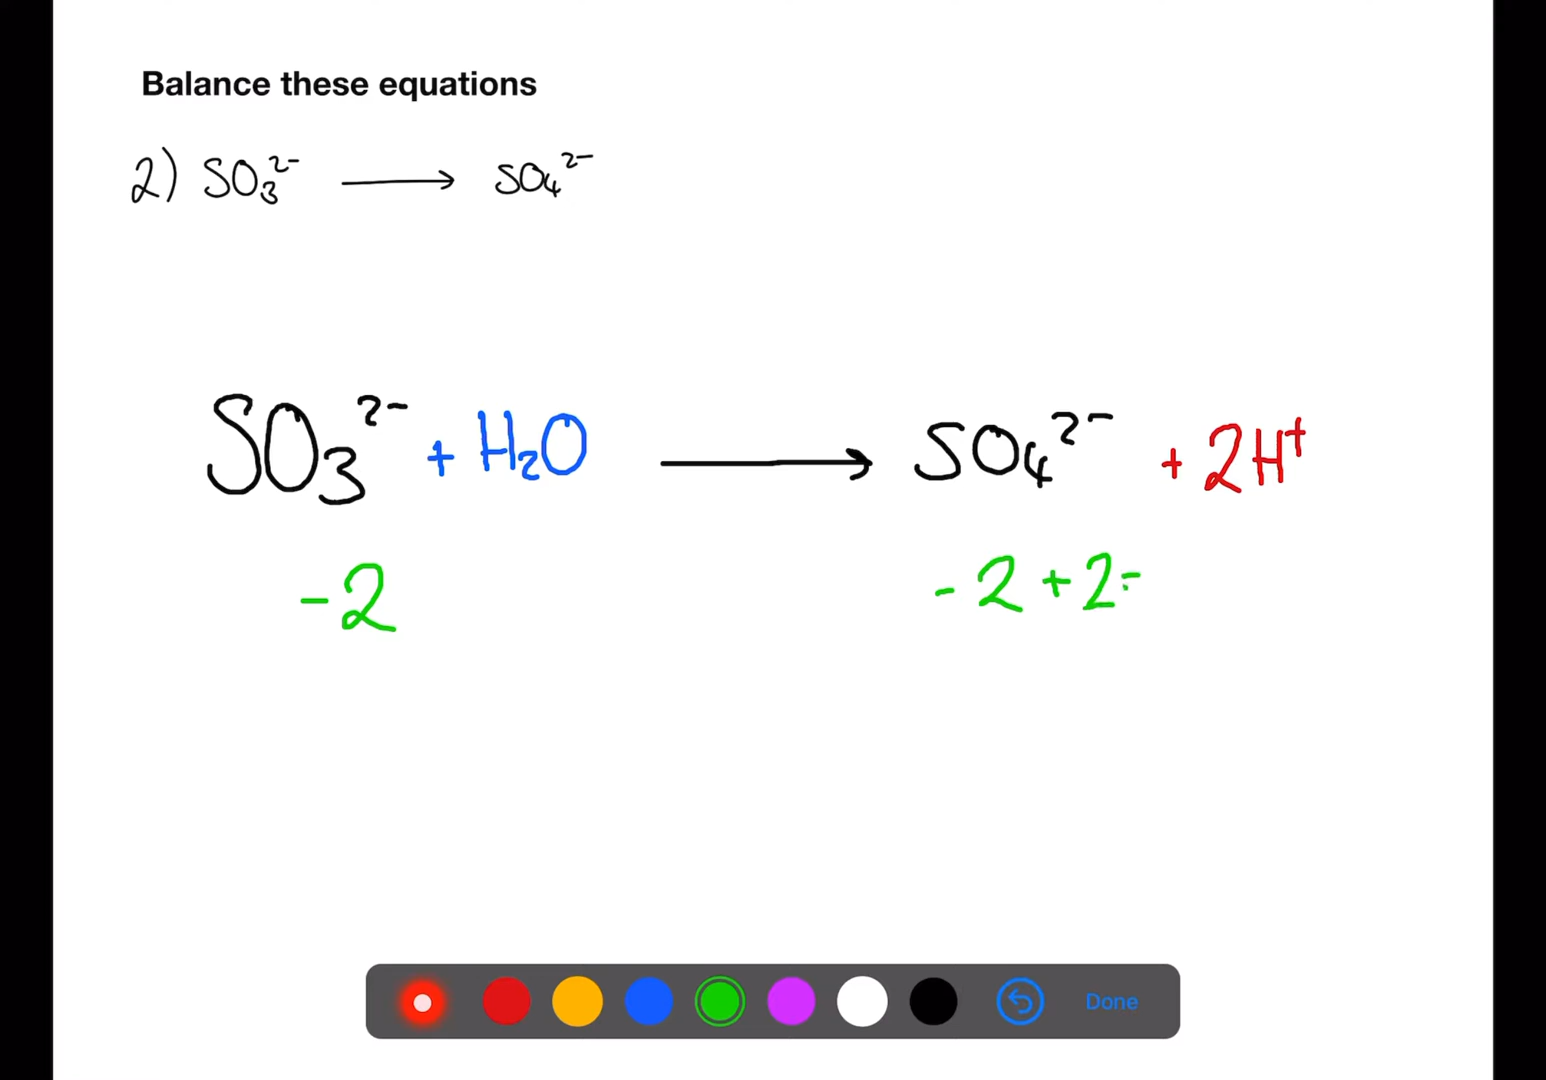 Balance these equations
2) SO₃²⁻ ⟶ SO₄²⁻
SO₃²⁻ + H₂O ⟶ SO₄²⁻ + 2H⁺
-2 -2+2=
Done